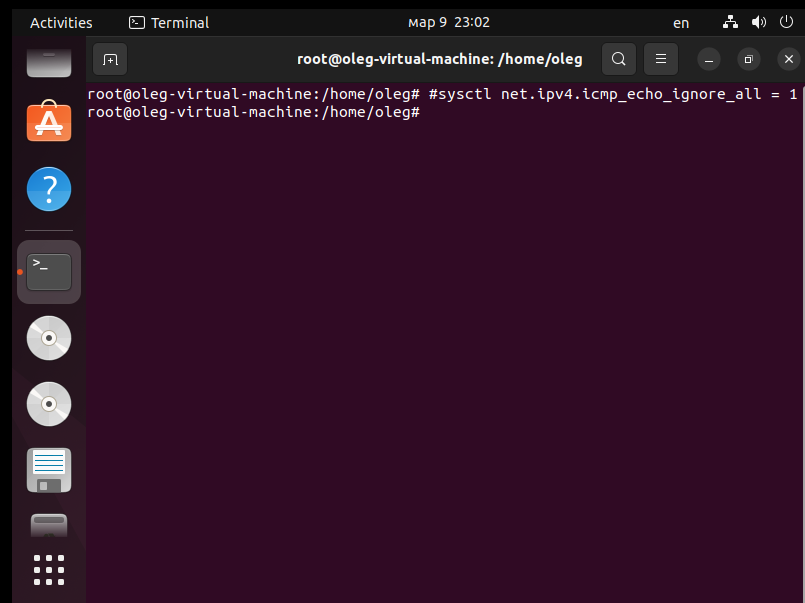 Activities
Terminal
мар 9 23:02
en
root@oleg-virtual-machine: /home/oleg
root@oleg-virtual-machine:/home/oleg# #sysctl net.ipv4.icmp_echo_ignore_all = 1
root@oleg-virtual-machine:/home/oleg#